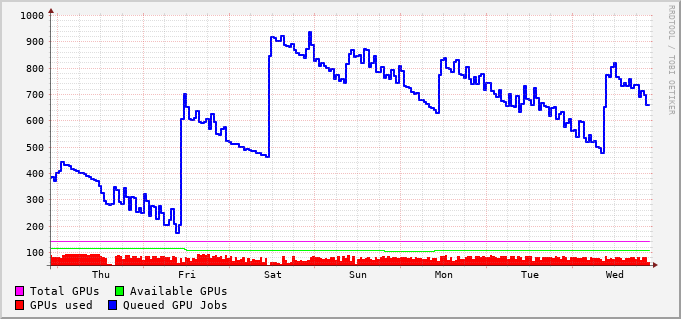 1000
900
800
700
600
500
400
300
200
100
Thu Fri Sat Sun Mon Tue Wed
Total GPUs Available GPUs
GPUs used Queued GPU Jobs
RRDTOOL / TOBI OETIKER